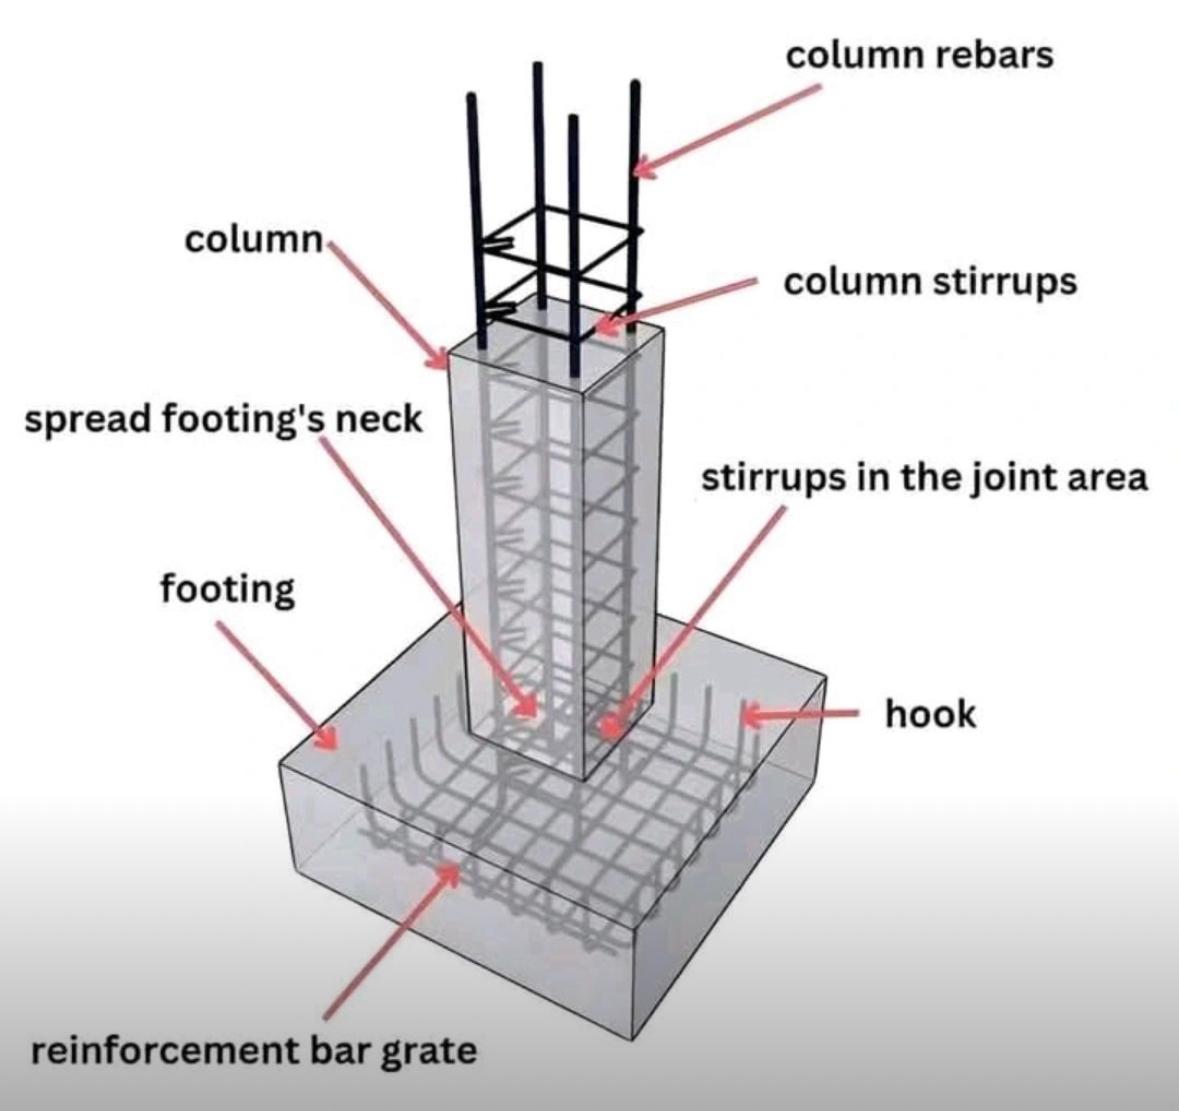 column rebars
column
column stirrups
spread footing's neck
stirrups in the joint area
footing
hook
reinforcement bar grate